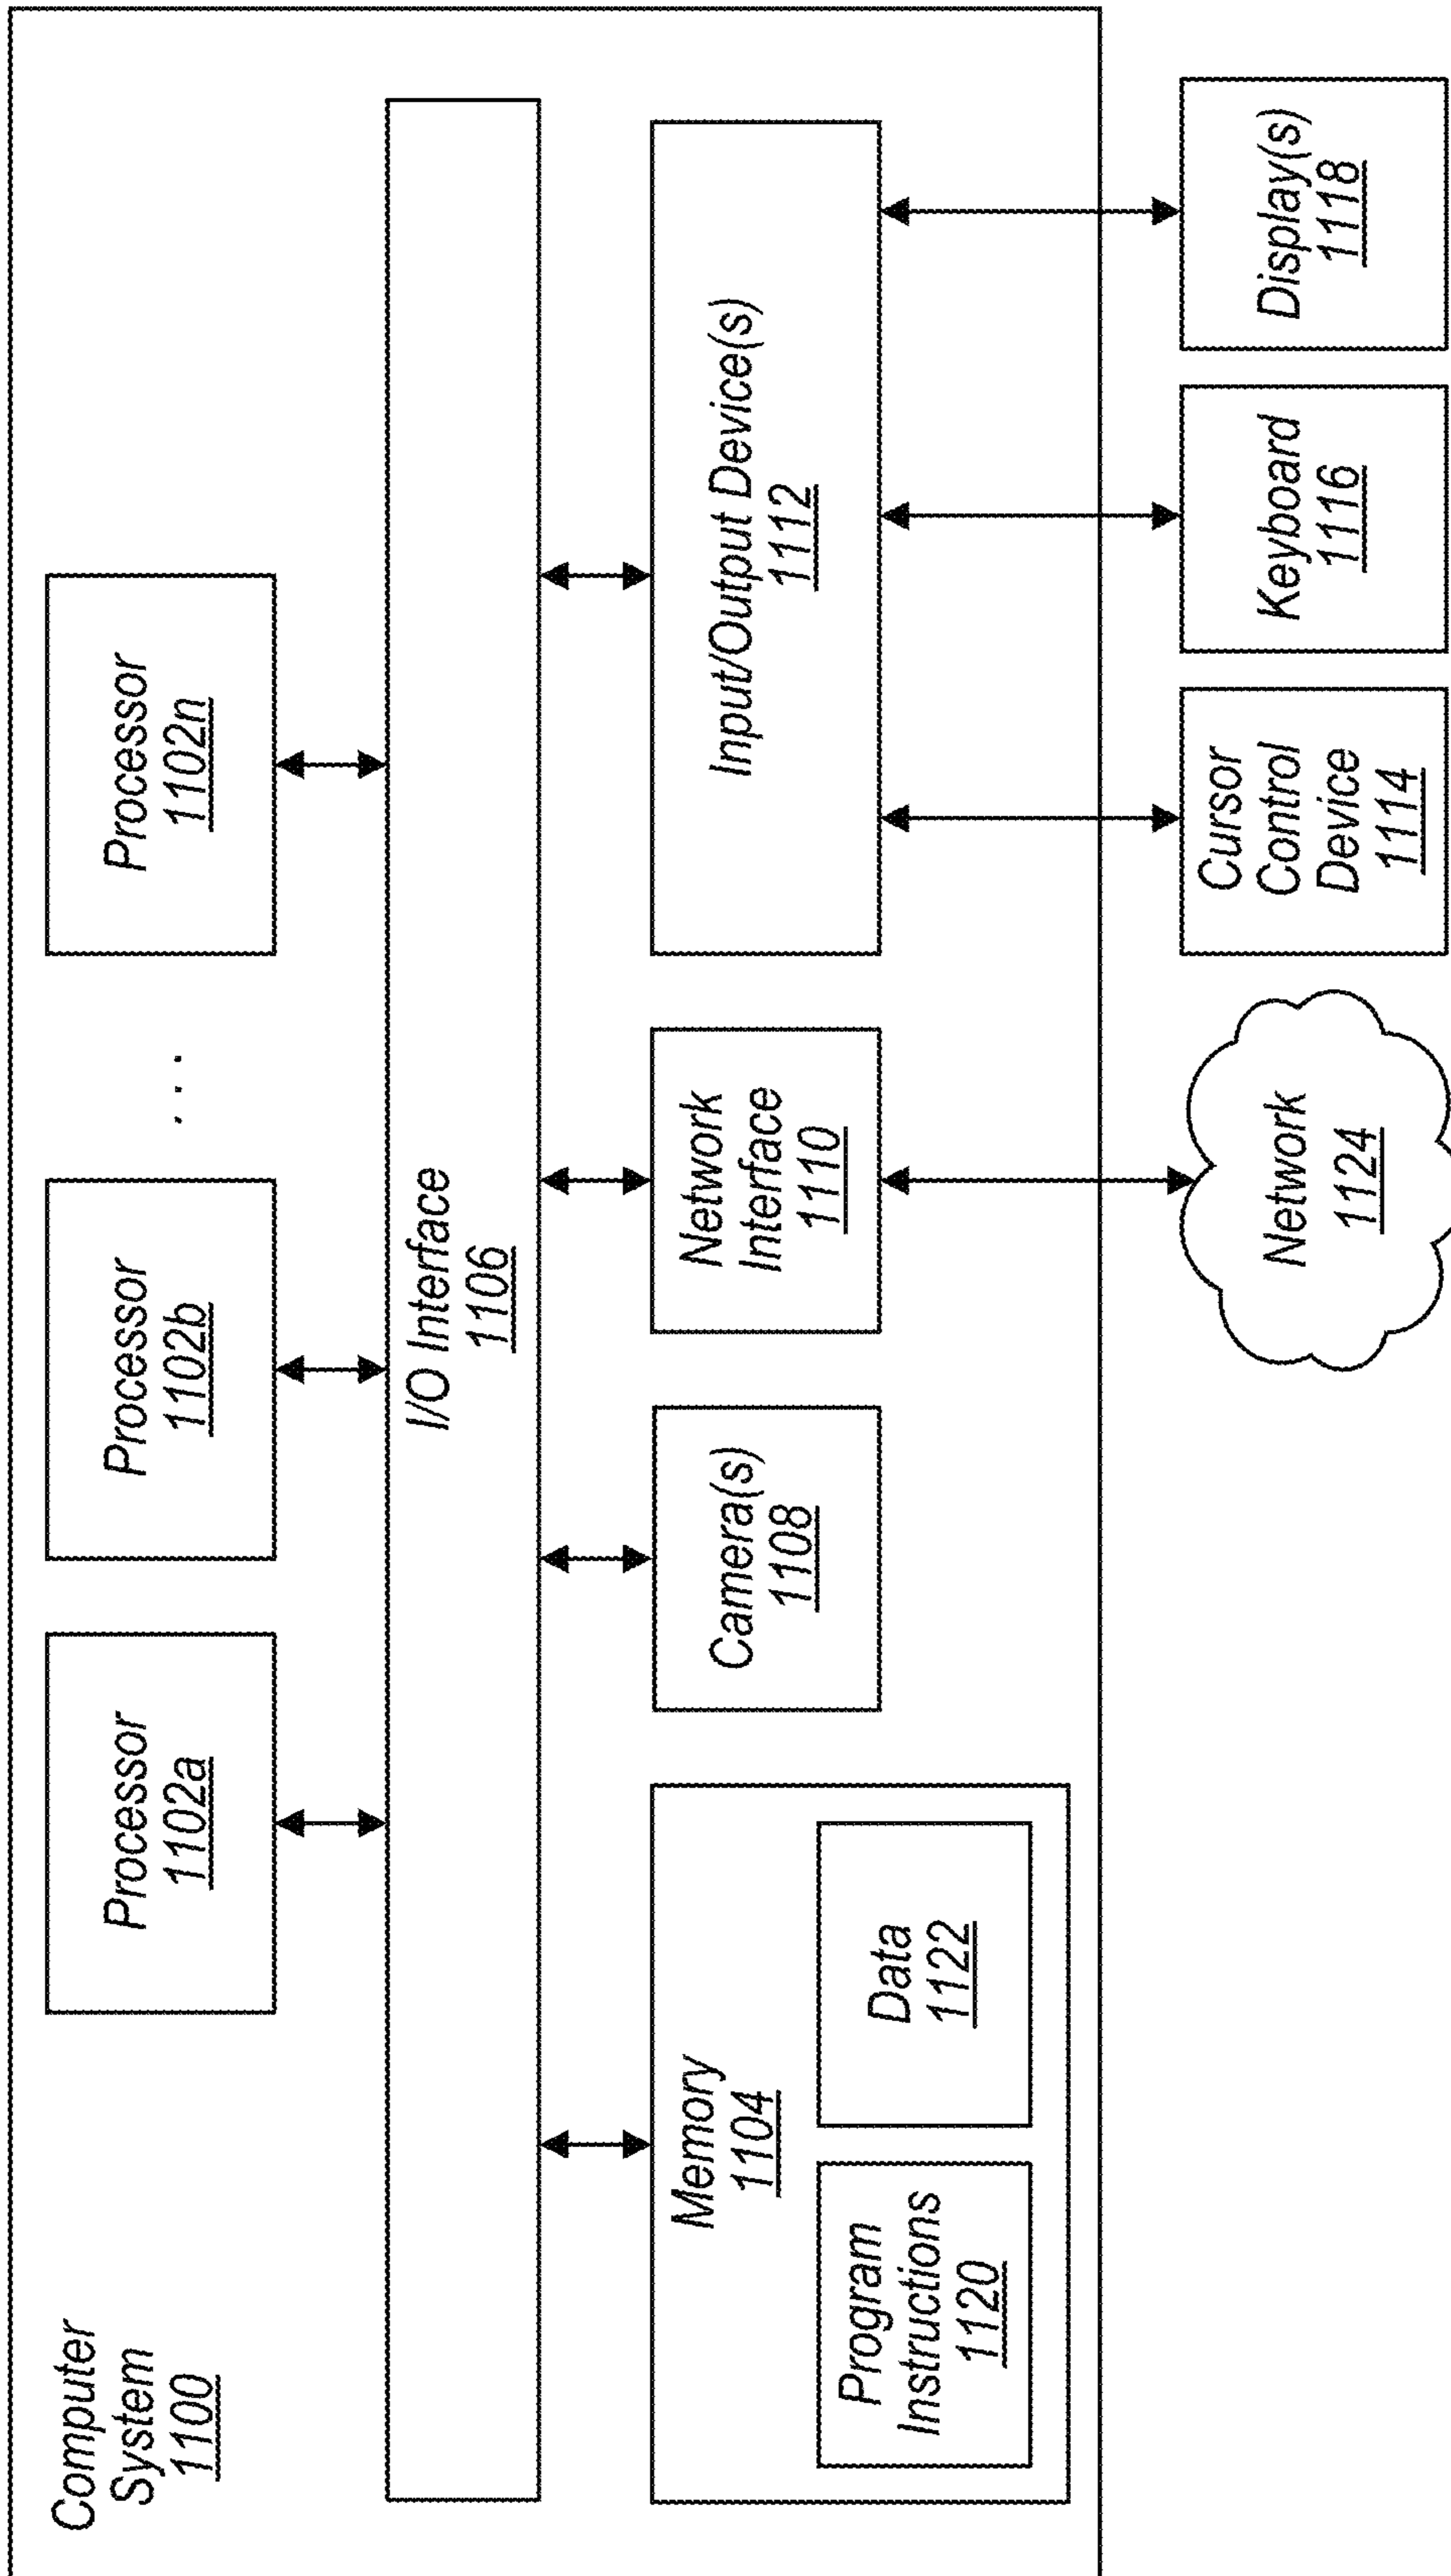 Computer
System
1100
Processor
1102a
Processor
1102b
. . .
Processor
1102n
I/O Interface
1106
Memory
1104
Program
Instructions
1120
Data
1122
Camera(s)
1108
Network
Interface
1110
Input/Output Device(s)
1112
Network
1124
Cursor
Control
Device
1114
Keyboard
1116
Display(s)
1118